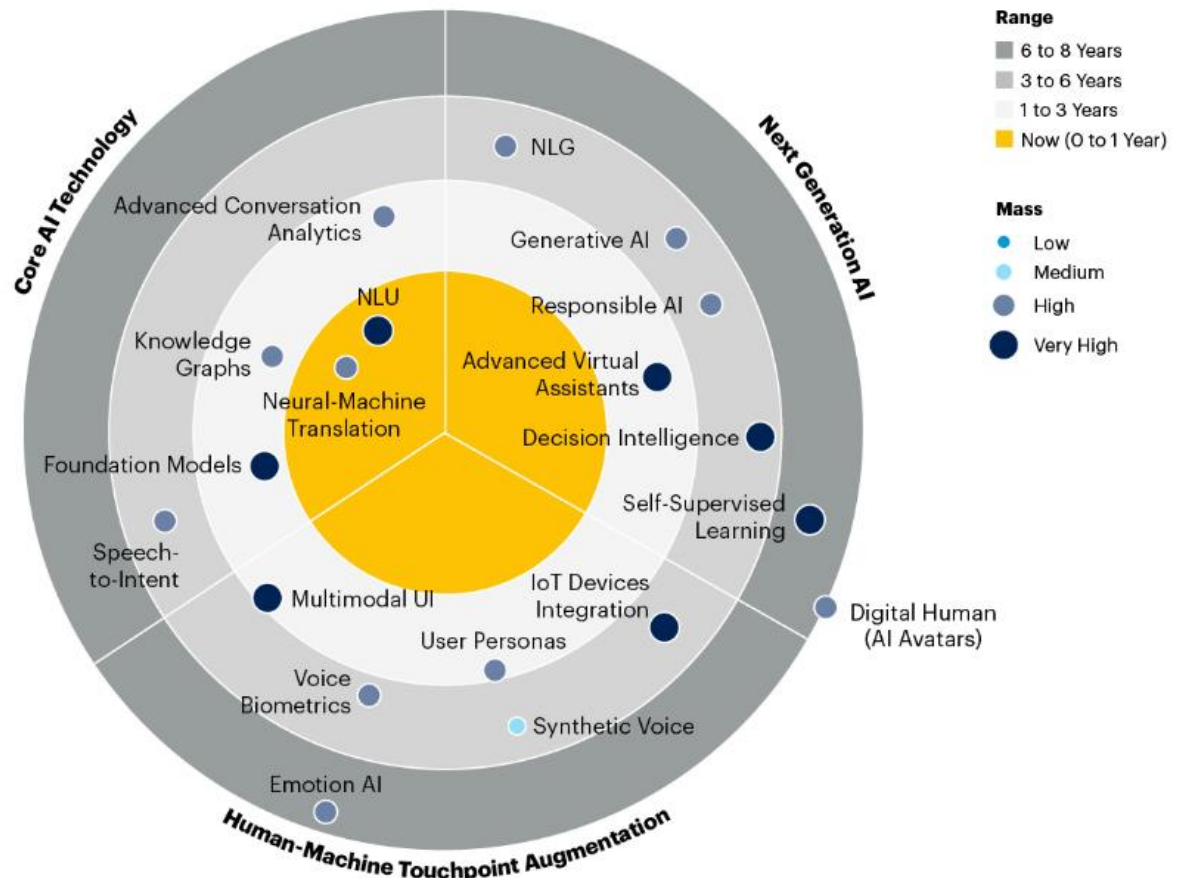 Range
6 to 8 Years
3 to 6 Years
1 to 3 Years
Now (0 to 1 Year)
Mass
Low
Medium
High
Very High
Core AI Technology
Next Generation AI
Human-Machine Touchpoint Augmentation
NLG
Advanced Conversation
Analytics
Generative AI
NLU
Responsible AI
Knowledge
Graphs
Advanced Virtual
Assistants
Neural-Machine
Translation
Decision Intelligence
Foundation Models
Self-Supervised
Learning
Speech-
to-Intent
IoT Devices
Integration
Multimodal UI
Digital Human
(AI Avatars)
User Personas
Voice
Biometrics
Synthetic Voice
Emotion AI